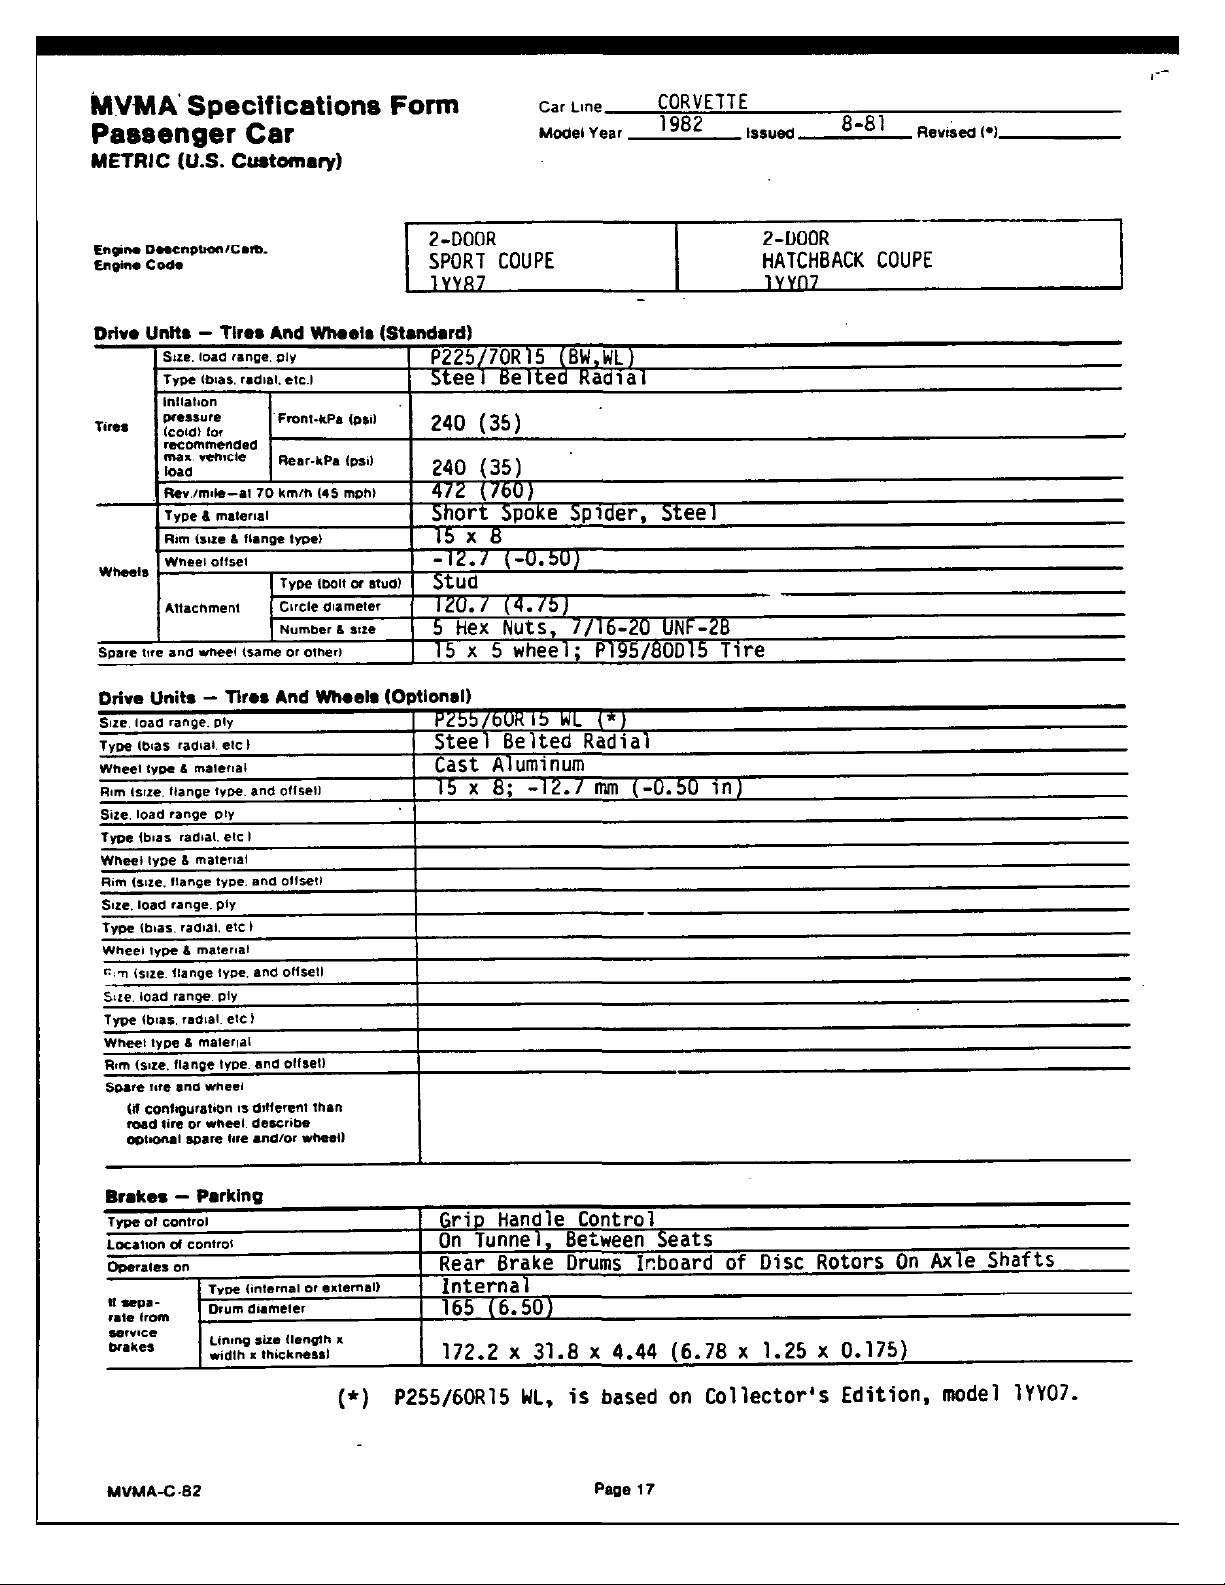 MVMA Specifications Form
Passenger Car
METRIC (U.S. Customary)
Car Line CORVETTE
Model Year 1982 Issued 8-81 Revised (•)
Engine Description/Carb.
Engine Code
2-DOOR
SPORT COUPE
1YY87
2-DOOR
HATCHBACK COUPE
1YY07
Drive Units — Tires And Wheels (Standard)
Tires
Size, load range, ply P225/70R15 (BW,WL)
Type (bias, radial, etc.) Steel Belted Radial
Inflation pressure (cold) for recommended max. vehicle load
Front-kPa (psi) 240 (35)
Rear-kPa (psi) 240 (35)
Rev./mile—at 70 km/h (45 mph) 472 (760)
Wheels
Type & material Short Spoke Spider, Steel
Rim (size & flange type) 15 x 8
Wheel offset -12.7 (-0.50)
Attachment
Type (bolt or stud) Stud
Circle diameter 120.7 (4.75)
Number & size 5 Hex Nuts, 7/16-20 UNF-2B
Spare tire and wheel (same or other) 15 x 5 wheel; P195/80D15 Tire
Drive Units — Tires And Wheels (Optional)
Size, load range, ply P255/60R15 WL (*)
Type (bias radial, etc) Steel Belted Radial
Wheel type & material Cast Aluminum
Rim (size, flange type, and offset) 15 x 8; -12.7 mm (-0.50 in)
Size, load range ply
Type (bias radial, etc)
Wheel type & material
Rim (size, flange type, and offset)
Size, load range, ply
Type (bias, radial, etc)
Wheel type & material
Rim (size, flange type, and offset)
Size, load range, ply
Type (bias, radial, etc)
Wheel type & material
Rim (size, flange type, and offset)
Spare tire and wheel
(if configuration is different than
road tire or wheel, describe
optional spare tire and/or wheel)
Brakes — Parking
Type of control Grip Handle Control
Location of control On Tunnel, Between Seats
Operates on Rear Brake Drums Inboard of Disc Rotors On Axle Shafts
If sepa-
rate from
service
brakes
Type (internal or external) Internal
Drum diameter 165 (6.50)
Lining size (length x
width x thickness) 172.2 x 31.8 x 4.44 (6.78 x 1.25 x 0.175)
(*) P255/60R15 WL, is based on Collector's Edition, model 1YY07.
MVMA-C-82
Page 17